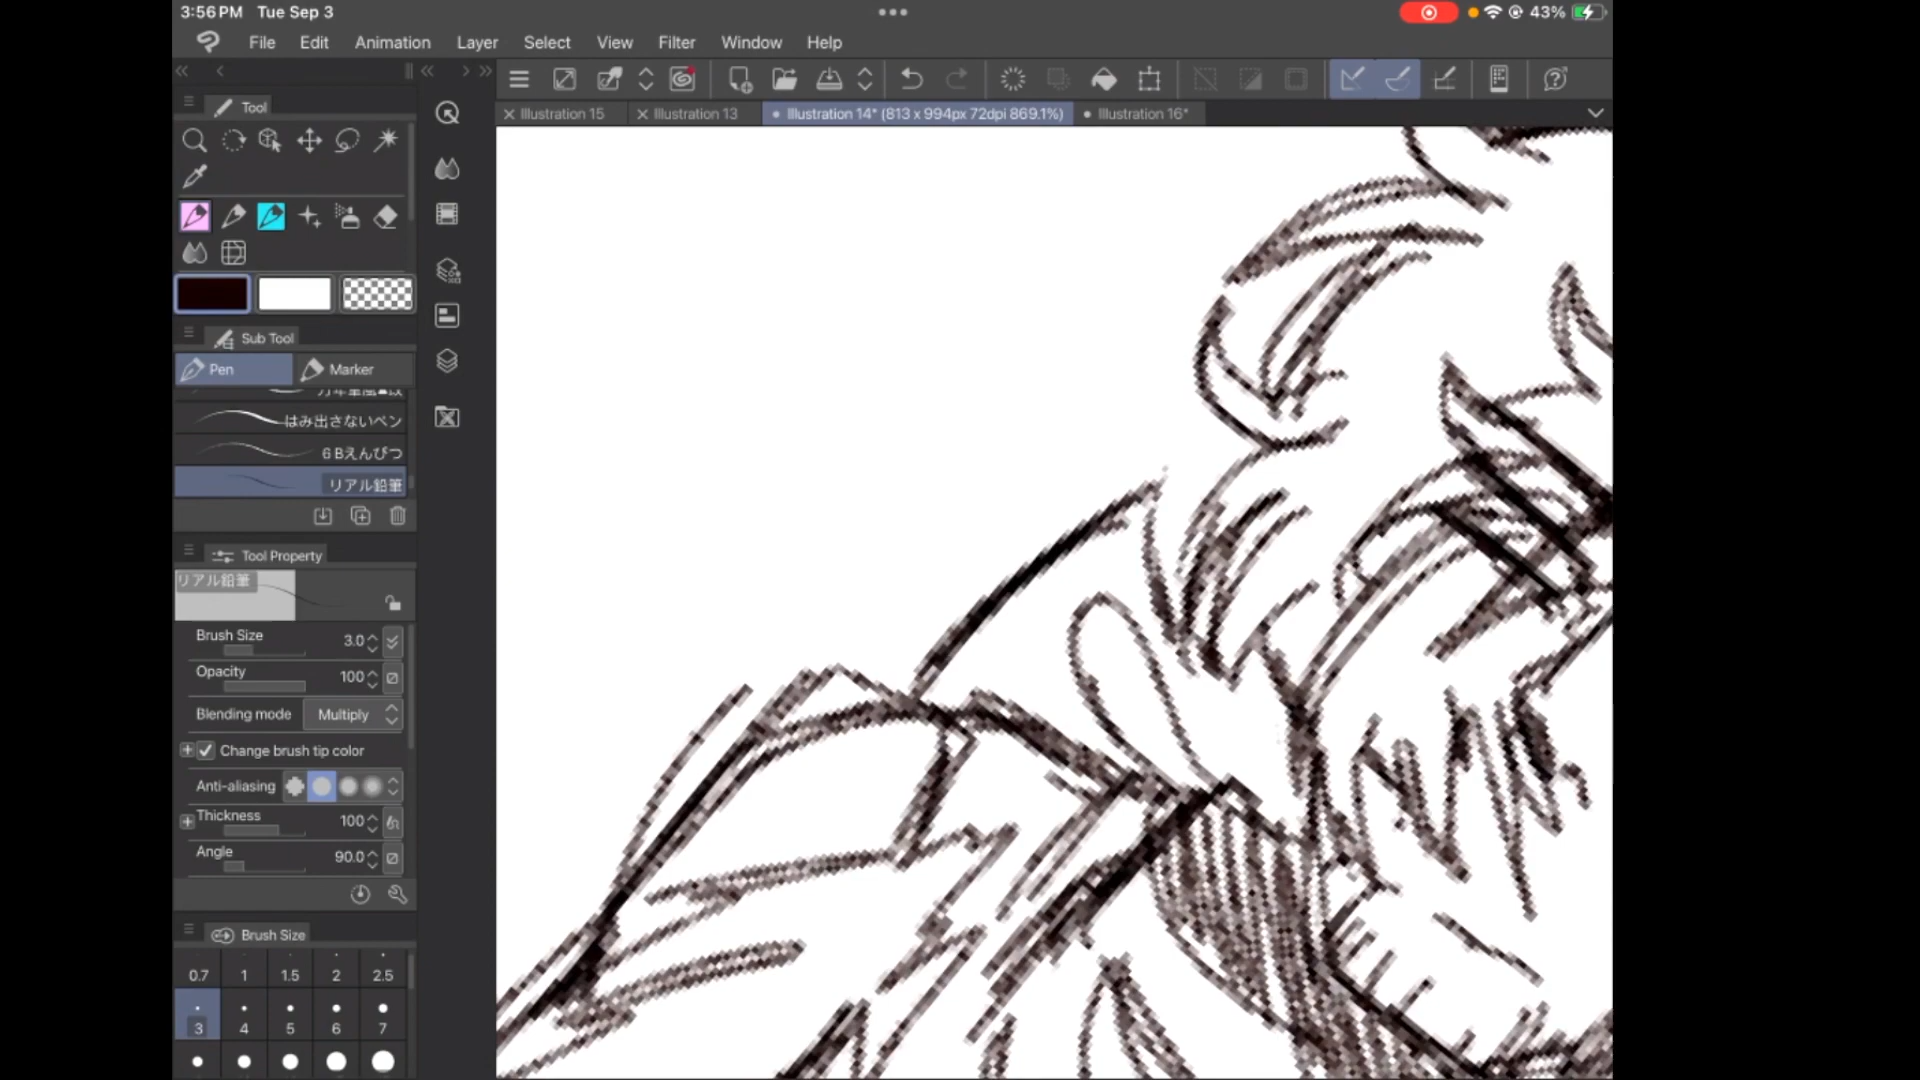 3:56 PM Tue Sep 3
43%
File Edit Animation Layer Select View Filter Window Help
Tool
Illustration 15
Illustration 13
Illustration 14* (813 x 994px 72dpi 869.1%)
Illustration 16*
Sub Tool
Pen
Marker
はみ出さないペン
6Bえんぴつ
リアル鉛筆
Tool Property
リアル鉛筆
Brush Size 3.0
Opacity 100
Blending mode Multiply
Change brush tip color
Anti-aliasing
Thickness 100
Angle 90.0
Brush Size
0.7 1 1.5 2 2.5
3 4 5 6 7